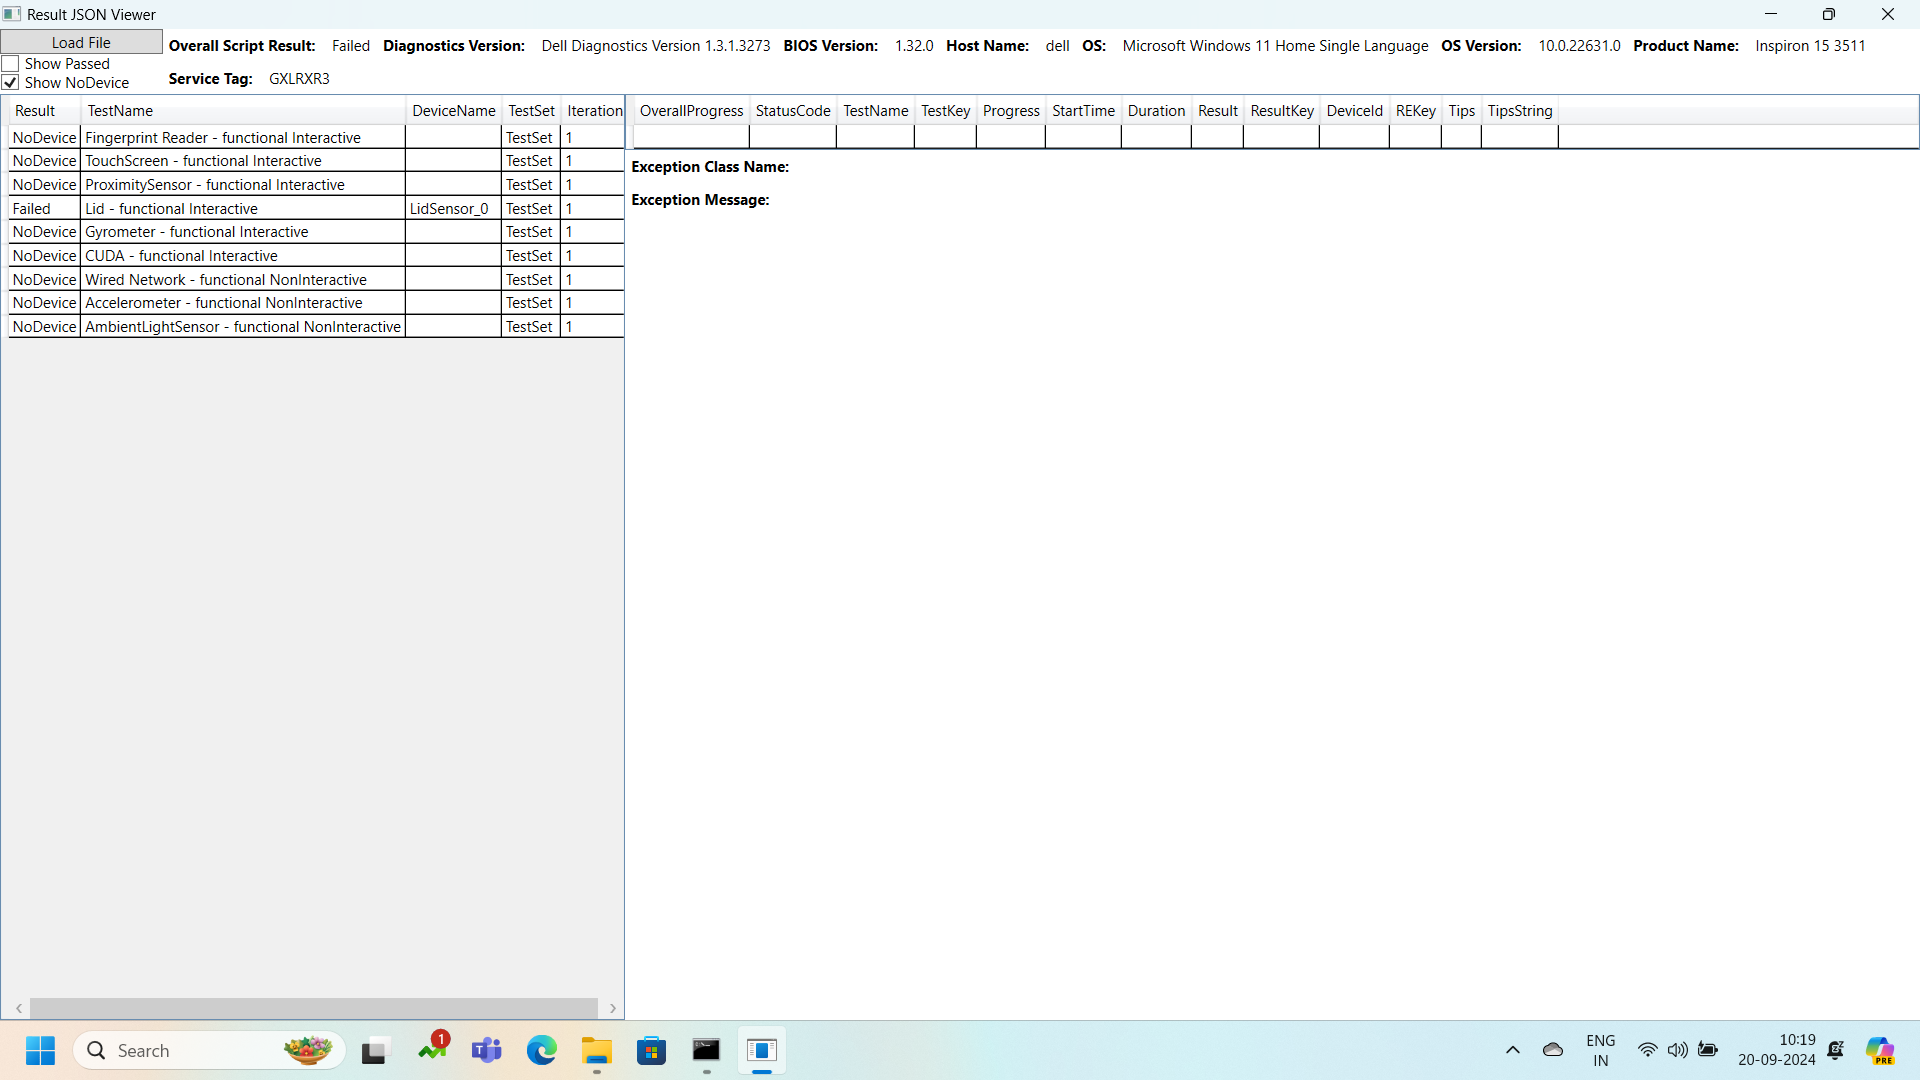 Result JSON Viewer
Load File
Overall Script Result: Failed Diagnostics Version: Dell Diagnostics Version 1.3.1.3273 BIOS Version: 1.32.0 Host Name: dell OS: Microsoft Windows 11 Home Single Language OS Version: 10.0.22631.0 Product Name: Inspiron 15 3511
Show Passed
Show NoDevice
Service Tag: GXLRXR3
Result TestName DeviceName TestSet Iteration
NoDevice Fingerprint Reader - functional Interactive TestSet 1
NoDevice TouchScreen - functional Interactive TestSet 1
NoDevice ProximitySensor - functional Interactive TestSet 1
Failed Lid - functional Interactive LidSensor_0 TestSet 1
NoDevice Gyrometer - functional Interactive TestSet 1
NoDevice CUDA - functional Interactive TestSet 1
NoDevice Wired Network - functional NonInteractive TestSet 1
NoDevice Accelerometer - functional NonInteractive TestSet 1
NoDevice AmbientLightSensor - functional NonInteractive TestSet 1
OverallProgress StatusCode TestName TestKey Progress StartTime Duration Result ResultKey DeviceId REKey Tips TipsString
Exception Class Name:
Exception Message:
Search
1
ENG
IN
10:19
20-09-2024
PRE